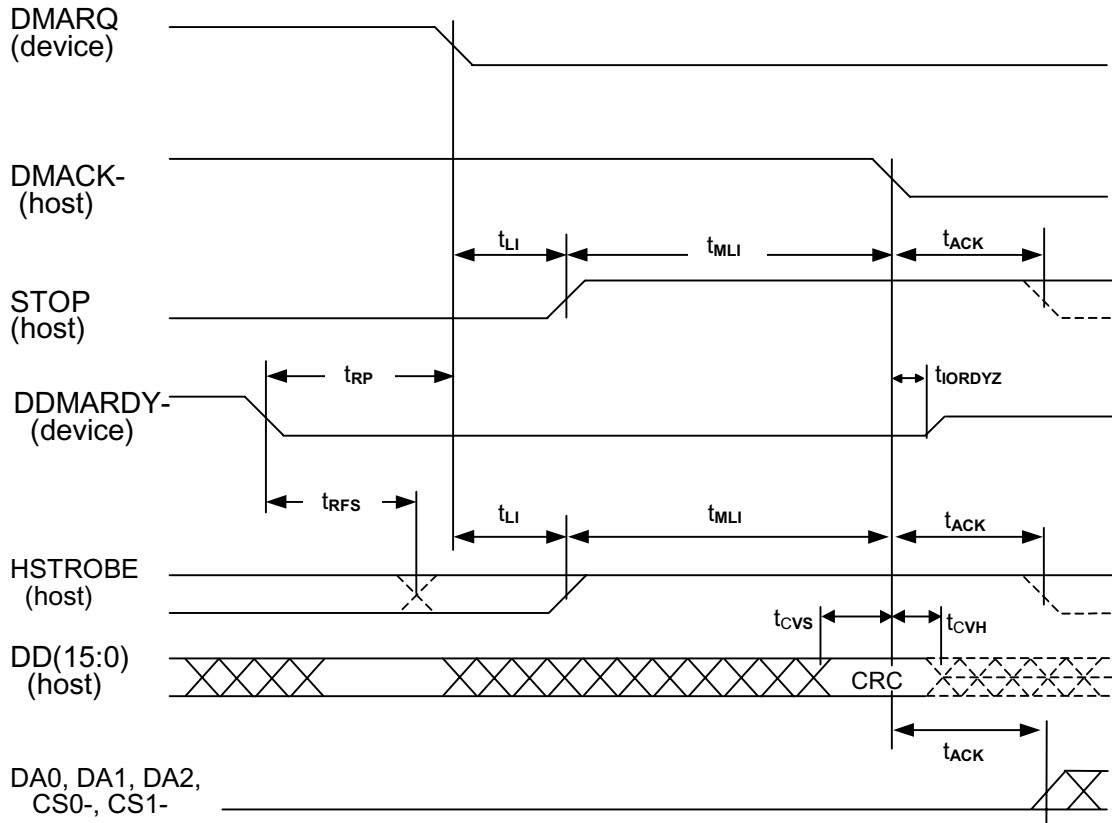 DMARQ
(device)
DMACK-
(host)
tLI
tMLI
tACK
STOP
(host)
tRP
tIORDYZ
DDMARDY-
(device)
tRFS
tLI
tMLI
tACK
HSTROBE
(host)
tCVS
tCVH
DD(15:0)
(host)
CRC
tACK
DA0, DA1, DA2,
CS0-, CS1-